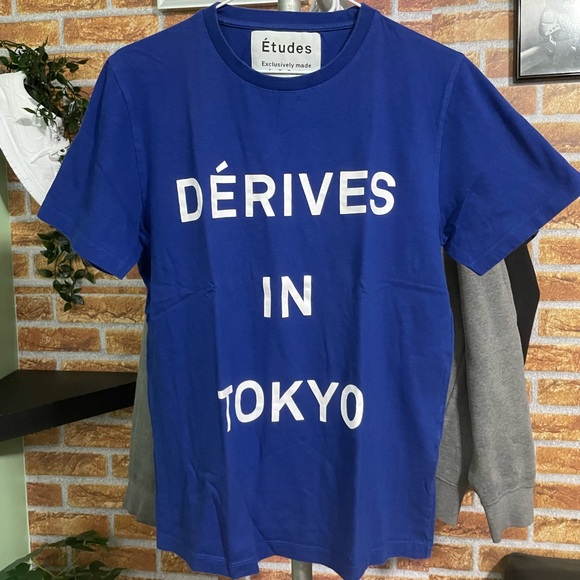 Études
Exclusively made
DÉRIVES
IN
TOKYO